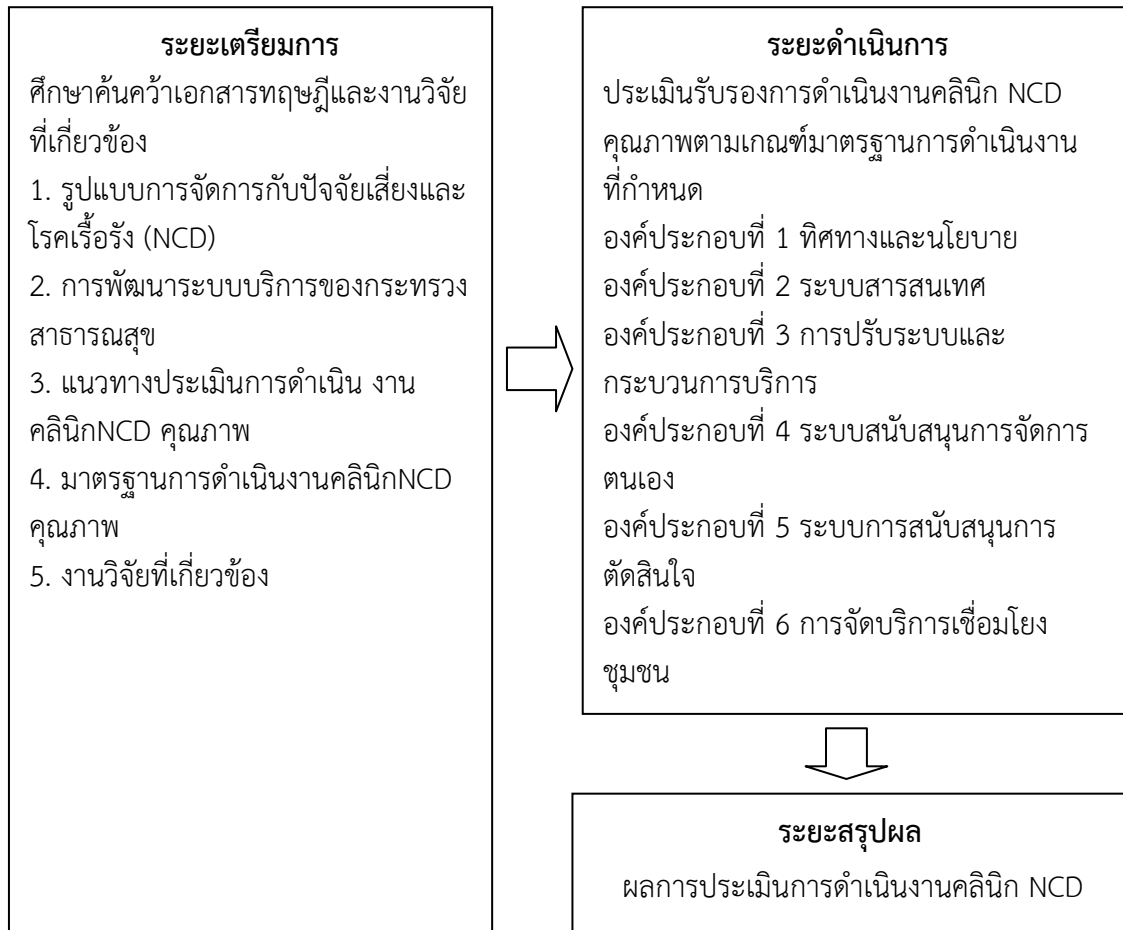 ระยะเตรียมการ
ศึกษาค้นคว้าเอกสารทฤษฎีและงานวิจัย
ที่เกี่ยวข้อง
1. รูปแบบการจัดการกับปัจจัยเสี่ยงและ
โรคเรื้อรัง (NCD)
2. การพัฒนาระบบบริการของกระทรวง
สาธารณสุข
3. แนวทางประเมินการดำเนิน งาน
คลินิกNCD คุณภาพ
4. มาตรฐานการดำเนินงานคลินิกNCD
คุณภาพ
5. งานวิจัยที่เกี่ยวข้อง
ระยะดำเนินการ
ประเมินรับรองการดำเนินงานคลินิก NCD
คุณภาพตามเกณฑ์มาตรฐานการดำเนินงาน
ที่กำหนด
องค์ประกอบที่ 1 ทิศทางและนโยบาย
องค์ประกอบที่ 2 ระบบสารสนเทศ
องค์ประกอบที่ 3 การปรับระบบและ
กระบวนการบริการ
องค์ประกอบที่ 4 ระบบสนับสนุนการจัดการ
ตนเอง
องค์ประกอบที่ 5 ระบบการสนับสนุนการ
ตัดสินใจ
องค์ประกอบที่ 6 การจัดบริการเชื่อมโยง
ชุมชน
ระยะสรุปผล
ผลการประเมินการดำเนินงานคลินิก NCD